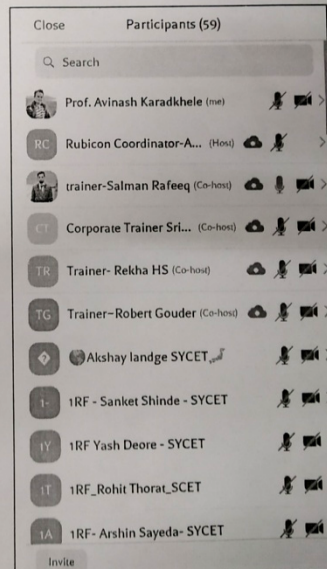 Close Participants (59)
Search
Prof. Avinash Karadkhele (me)
RC Rubicon Coordinator-A... (Host)
trainer-Salman Rafeeq (Co-host)
CT Corporate Trainer Sri... (Co-host)
TR Trainer- Rekha HS (Co-host)
TG Trainer-Robert Gouder (Co-host)
Akshay landge SYCET
1- 1RF - Sanket Shinde - SYCET
1Y 1RF Yash Deore - SYCET
1T 1RF_Rohit Thorat_SCET
1A 1RF- Arshin Sayeda- SYCET
Invite